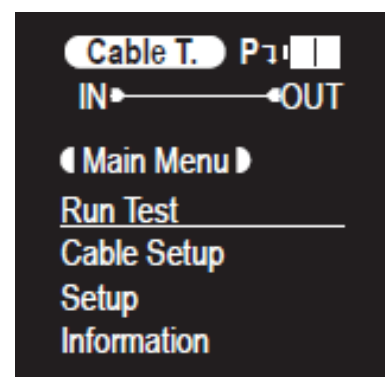 Cable T. P
IN OUT
Main Menu
Run Test
Cable Setup
Setup
Information